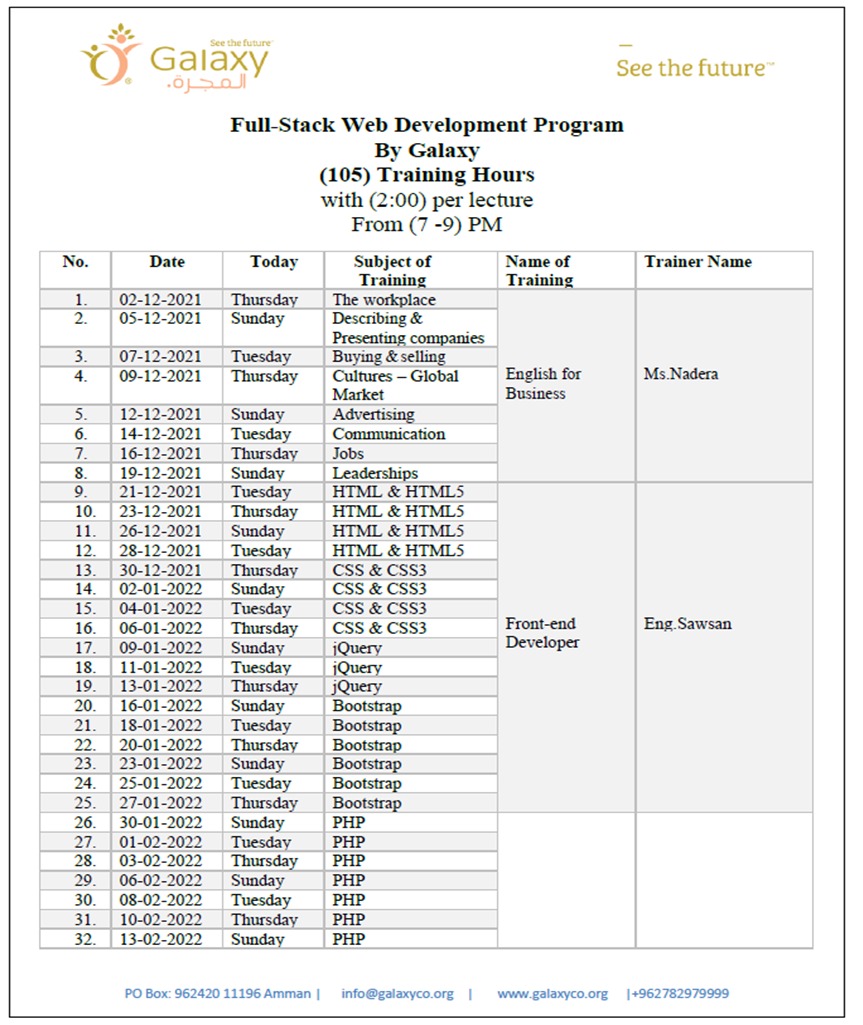 See the future™
Galaxy
المجرة.
See the future™
Full-Stack Web Development Program
By Galaxy
(105) Training Hours
with (2:00) per lecture
From (7 -9) PM
No. Date Today Subject of Training Name of Training Trainer Name
1. 02-12-2021 Thursday The workplace
2. 05-12-2021 Sunday Describing &
Presenting companies
3. 07-12-2021 Tuesday Buying & selling
4. 09-12-2021 Thursday Cultures – Global
Market
English for
Business
Ms.Nadera
5. 12-12-2021 Sunday Advertising
6. 14-12-2021 Tuesday Communication
7. 16-12-2021 Thursday Jobs
8. 19-12-2021 Sunday Leaderships
9. 21-12-2021 Tuesday HTML & HTML5
10. 23-12-2021 Thursday HTML & HTML5
11. 26-12-2021 Sunday HTML & HTML5
12. 28-12-2021 Tuesday HTML & HTML5
13. 30-12-2021 Thursday CSS & CSS3
14. 02-01-2022 Sunday CSS & CSS3
15. 04-01-2022 Tuesday CSS & CSS3
16. 06-01-2022 Thursday CSS & CSS3
Front-end
Developer
Eng.Sawsan
17. 09-01-2022 Sunday jQuery
18. 11-01-2022 Tuesday jQuery
19. 13-01-2022 Thursday jQuery
20. 16-01-2022 Sunday Bootstrap
21. 18-01-2022 Tuesday Bootstrap
22. 20-01-2022 Thursday Bootstrap
23. 23-01-2022 Sunday Bootstrap
24. 25-01-2022 Tuesday Bootstrap
25. 27-01-2022 Thursday Bootstrap
26. 30-01-2022 Sunday PHP
27. 01-02-2022 Tuesday PHP
28. 03-02-2022 Thursday PHP
29. 06-02-2022 Sunday PHP
30. 08-02-2022 Tuesday PHP
31. 10-02-2022 Thursday PHP
32. 13-02-2022 Sunday PHP
PO Box: 962420 11196 Amman | info@galaxyco.org | www.galaxyco.org |+962782979999